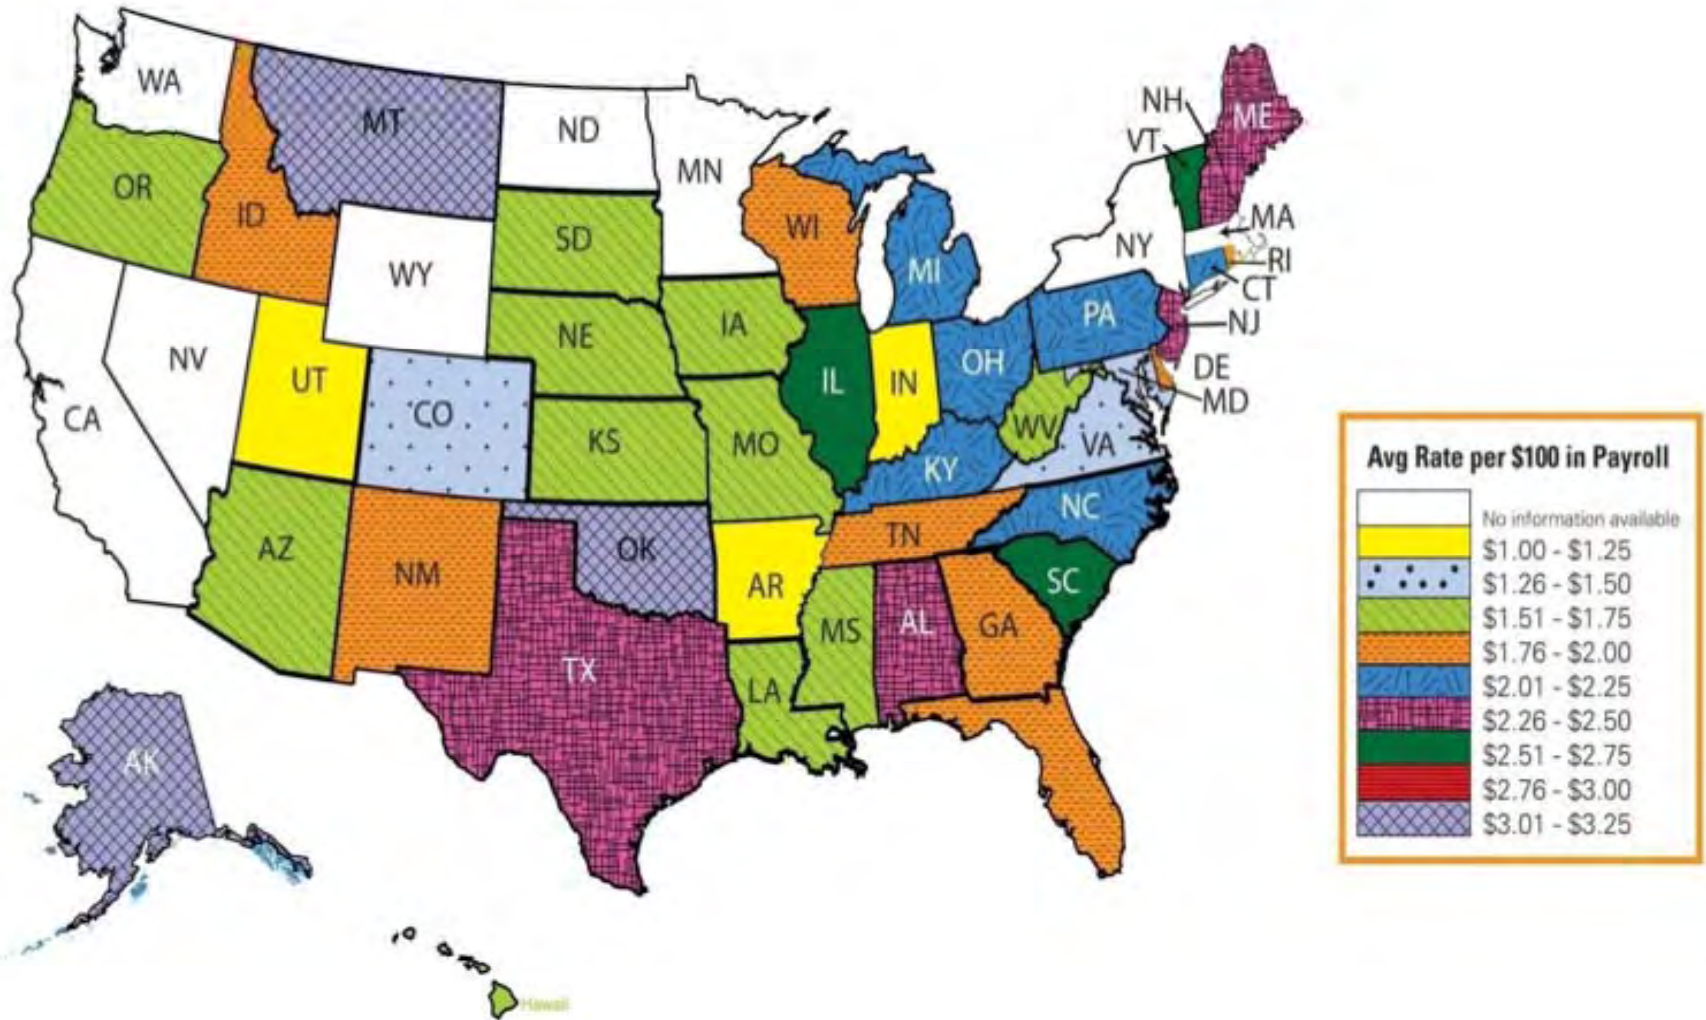 WA
MT
ND
MN
OR
ID
SD
WI
MI
WY
NE
IA
NV
UT
CO
KS
MO
IL
IN
OH
PA
NY
NH
VT
ME
MA
RI
CT
NJ
DE
MD
CA
AZ
NM
OK
AR
TN
KY
WV
VA
NC
SC
TX
LA
MS
AL
GA
AK
Hawaii
Avg Rate per $100 in Payroll
No information available
$1.00 - $1.25
$1.26 - $1.50
$1.51 - $1.75
$1.76 - $2.00
$2.01 - $2.25
$2.26 - $2.50
$2.51 - $2.75
$2.76 - $3.00
$3.01 - $3.25